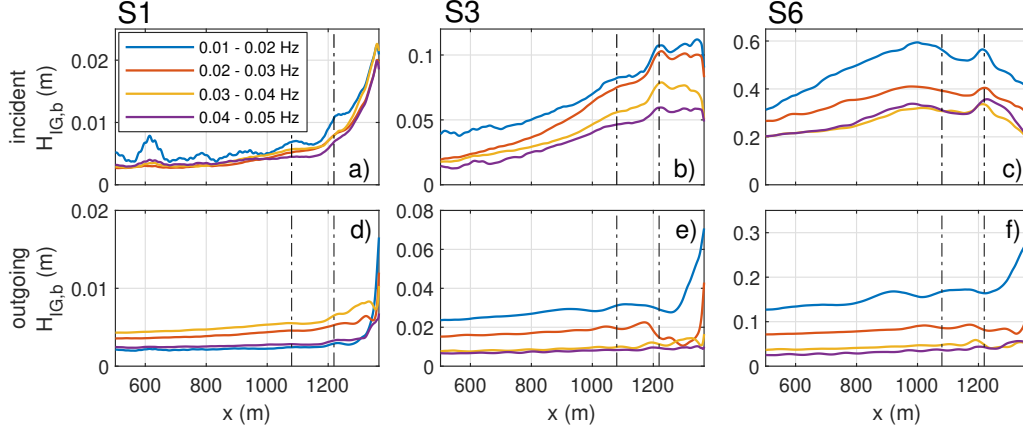 S1 S3 S6
0.01 - 0.02 Hz
0.02 - 0.03 Hz
0.03 - 0.04 Hz
0.04 - 0.05 Hz
incident
H_IG,b (m)
0.02
0.01
0
a)
0.1
0.05
0
b)
0.6
0.4
0.2
0
c)
outgoing
H_IG,b (m)
0.02
0.01
0
d)
600 800 1000 1200
x (m)
0.08
0.06
0.04
0.02
0
e)
600 800 1000 1200
x (m)
0.3
0.2
0.1
0
f)
600 800 1000 1200
x (m)